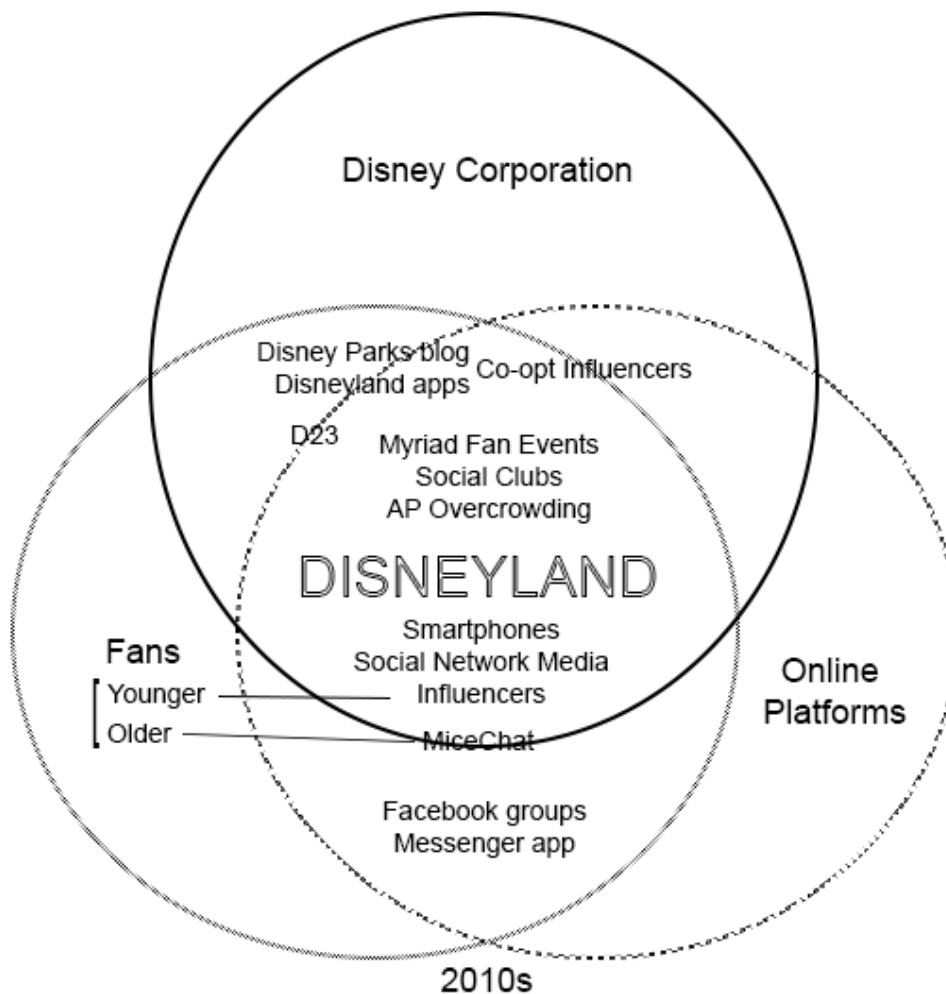 Disney Corporation
Disney Parks blog
Disneyland apps
Co-opt Influencers
D23
Myriad Fan Events
Social Clubs
AP Overcrowding
DISNEYLAND
Smartphones
Social Network Media
Influencers
Fans
Younger
Older
MiceChat
Online
Platforms
Facebook groups
Messenger app
2010s